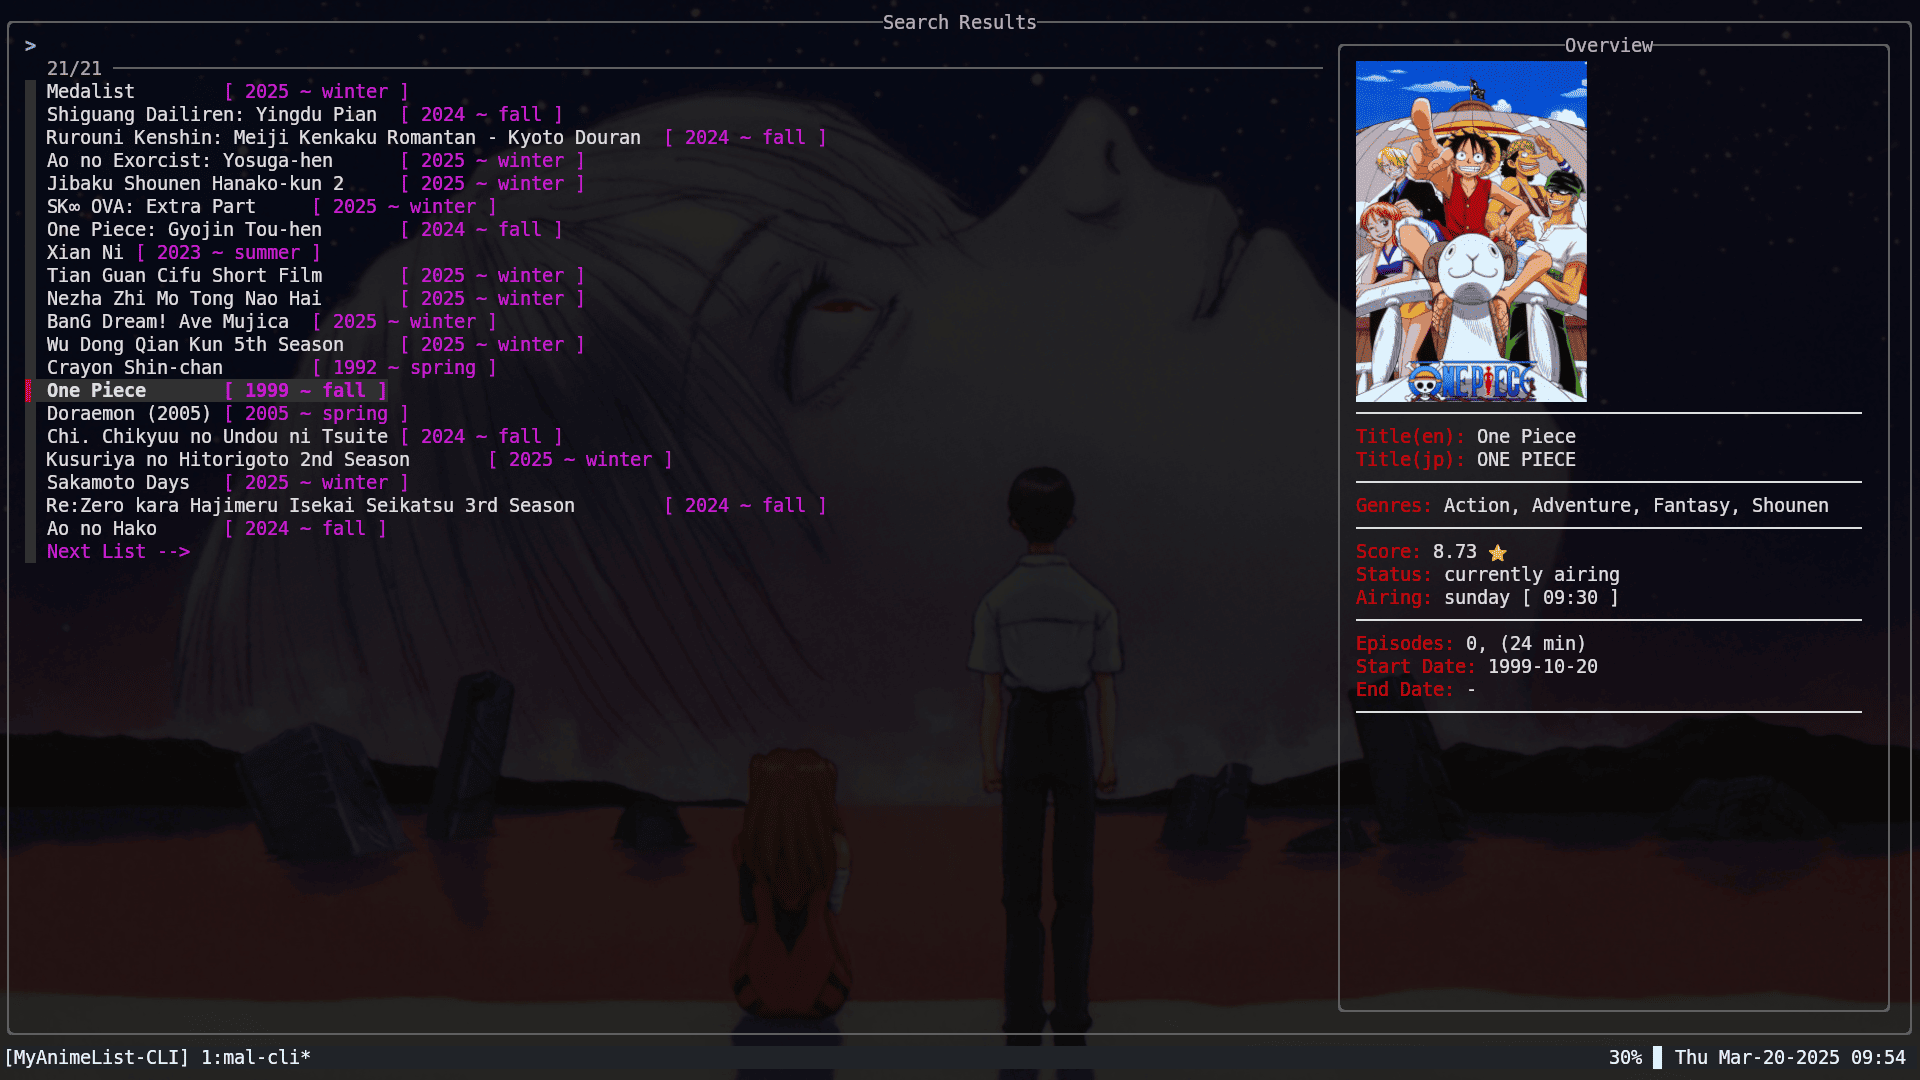 Search Results
>
21/21
Medalist [ 2025 ~ winter ]
Shiguang Dailiren: Yingdu Pian [ 2024 ~ fall ]
Rurouni Kenshin: Meiji Kenkaku Romantan - Kyoto Douran [ 2024 ~ fall ]
Ao no Exorcist: Yosuga-hen [ 2025 ~ winter ]
Jibaku Shounen Hanako-kun 2 [ 2025 ~ winter ]
SK∞ OVA: Extra Part [ 2025 ~ winter ]
One Piece: Gyojin Tou-hen [ 2024 ~ fall ]
Xian Ni [ 2023 ~ summer ]
Tian Guan Cifu Short Film [ 2025 ~ winter ]
Nezha Zhi Mo Tong Nao Hai [ 2025 ~ winter ]
BanG Dream! Ave Mujica [ 2025 ~ winter ]
Wu Dong Qian Kun 5th Season [ 2025 ~ winter ]
Crayon Shin-chan [ 1992 ~ spring ]
One Piece [ 1999 ~ fall ]
Doraemon (2005) [ 2005 ~ spring ]
Chi. Chikyuu no Undou ni Tsuite [ 2024 ~ fall ]
Kusuriya no Hitorigoto 2nd Season [ 2025 ~ winter ]
Sakamoto Days [ 2025 ~ winter ]
Re:Zero kara Hajimeru Isekai Seikatsu 3rd Season [ 2024 ~ fall ]
Ao no Hako [ 2024 ~ fall ]
Next List -->
Overview
ONE PIECE
Title(en): One Piece
Title(jp): ONE PIECE
Genres: Action, Adventure, Fantasy, Shounen
Score: 8.73 ⭐
Status: currently airing
Airing: sunday [ 09:30 ]
Episodes: 0, (24 min)
Start Date: 1999-10-20
End Date: -
[MyAnimeList-CLI] 1:mal-cli*
30% Thu Mar-20-2025 09:54